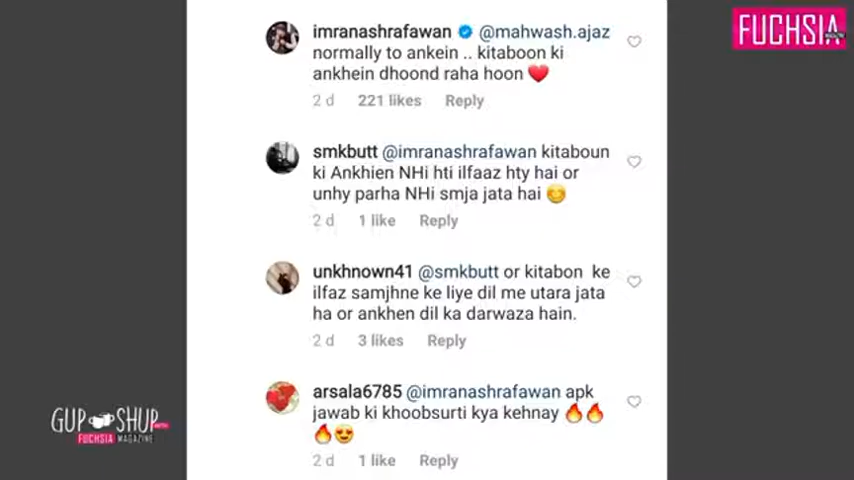 FUCHSIA
MAGAZINE
imranashrafawan @mahwash.ajaz
normally to ankein .. kitaboon ki
ankhein dhoond raha hoon ❤️
2 d 221 likes Reply
smkbutt @imranashrafawan kitaboun
ki Ankhien NHi hti ilfaaz hty hai or
unhy parha NHi smja jata hai 😊
2 d 1 like Reply
unkhnown41 @smkbutt or kitabon ke
ilfaz samjhne ke liye dil me utara jata
ha or ankhen dil ka darwaza hain.
2 d 3 likes Reply
arsala6785 @imranashrafawan apk
jawab ki khoobsurti kya kehnay 🔥🔥
🔥😍
2 d 1 like Reply
GUP SHUP
WITH
FUCHSIA MAGAZINE